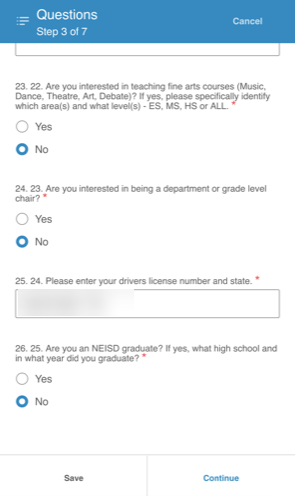 Questions
Cancel
Step 3 of 7
23. 22. Are you interested in teaching fine arts courses (Music,
Dance, Theatre, Art, Debate)? If yes, please specifically identify
which area(s) and what level(s) - ES, MS, HS or ALL. *
Yes
No
24. 23. Are you interested in being a department or grade level
chair? *
Yes
No
25. 24. Please enter your drivers license number and state. *
26. 25. Are you an NEISD graduate? If yes, what high school and
in what year did you graduate? *
Yes
No
Save
Continue